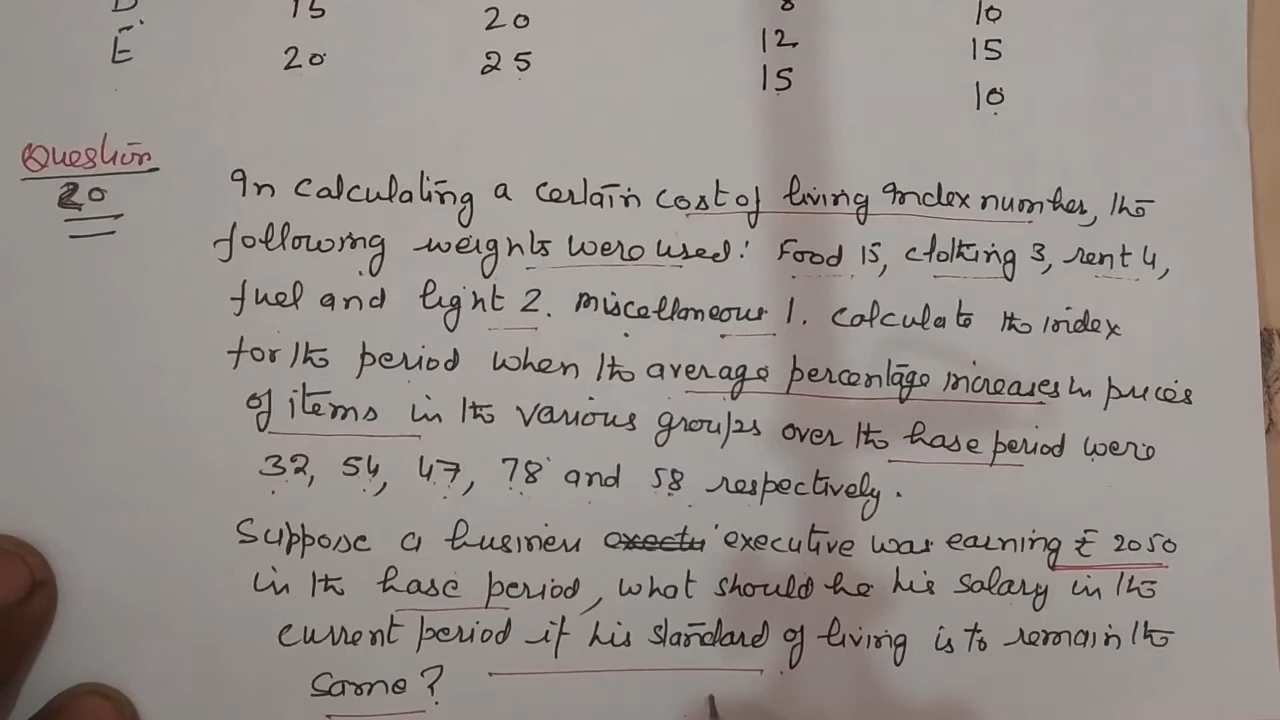 15 20 8 10
E 20 25 12 15
15 10
Question
20
In calculating a certain cost of living Index number, the
following weights were used: Food 15, clothing 3, rent 4,
fuel and light 2. Miscellaneous 1. Calculate the index
for the period when the average percentage increases in prices
of items in the various groups over the base period were
32, 54, 47, 78 and 58 respectively.
Suppose a business executive was earning ₹ 2050
in the base period, what should be his salary in the
current period if his standard of living is to remain the
same?